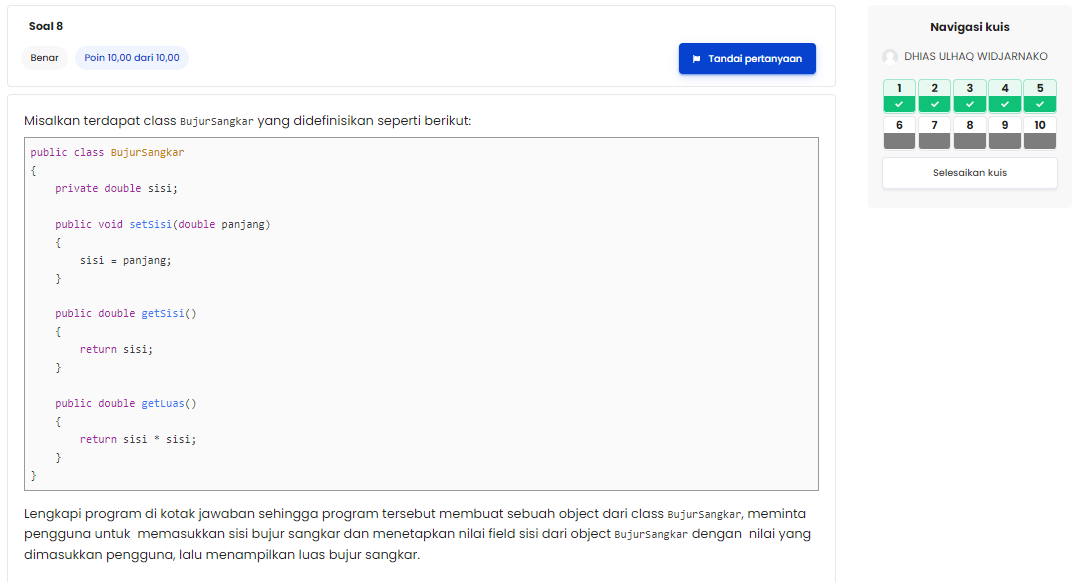 Soal 8
Benar
Poin 10,00 dari 10,00
Tandai pertanyaan
Misalkan terdapat class BujurSangkar yang didefinisikan seperti berikut:
public class BujurSangkar
{
    private double sisi;
    public void setSisi(double panjang)
    {
        sisi = panjang;
    }
    public double getSisi()
    {
        return sisi;
    }
    public double getLuas()
    {
        return sisi * sisi;
    }
}
Lengkapi program di kotak jawaban sehingga program tersebut membuat sebuah object dari class BujurSangkar, meminta
pengguna untuk memasukkan sisi bujur sangkar dan menetapkan nilai field sisi dari object BujurSangkar dengan nilai yang
dimasukkan pengguna, lalu menampilkan luas bujur sangkar.
Navigasi kuis
DHIAS ULHAQ WIDJARNAKO
1 2 3 4 5
6 7 8 9 10
Selesaikan kuis